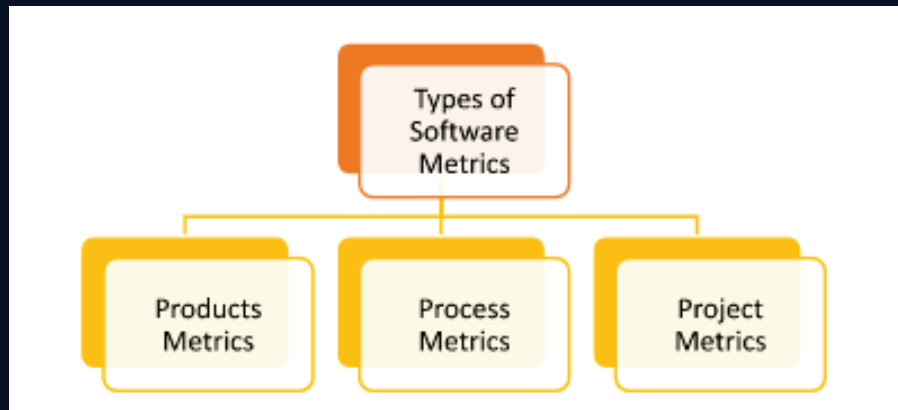 Types of
Software
Metrics
Products
Metrics
Process
Metrics
Project
Metrics